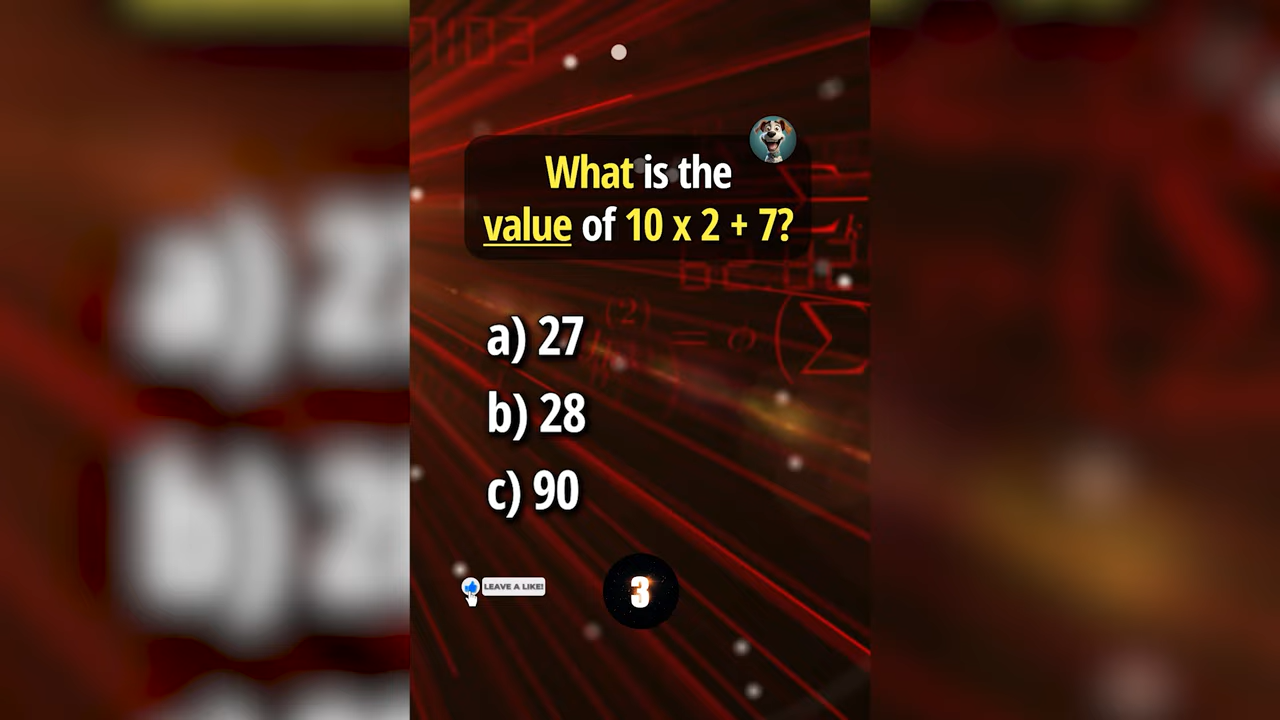 What is the
value of 10 x 2 + 7?
a) 27
b) 28
c) 90
LEAVE A LIKE!
3